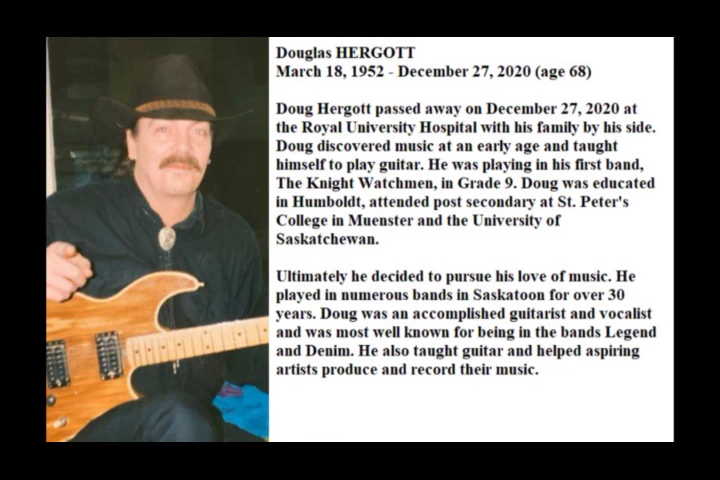 Douglas HERGOTT
March 18, 1952 - December 27, 2020 (age 68)
Doug Hergott passed away on December 27, 2020 at
the Royal University Hospital with his family by his side.
Doug discovered music at an early age and taught
himself to play guitar. He was playing in his first band,
The Knight Watchmen, in Grade 9. Doug was educated
in Humboldt, attended post secondary at St. Peter's
College in Muenster and the University of
Saskatchewan.
Ultimately he decided to pursue his love of music. He
played in numerous bands in Saskatoon for over 30
years. Doug was an accomplished guitarist and vocalist
and was most well known for being in the bands Legend
and Denim. He also taught guitar and helped aspiring
artists produce and record their music.